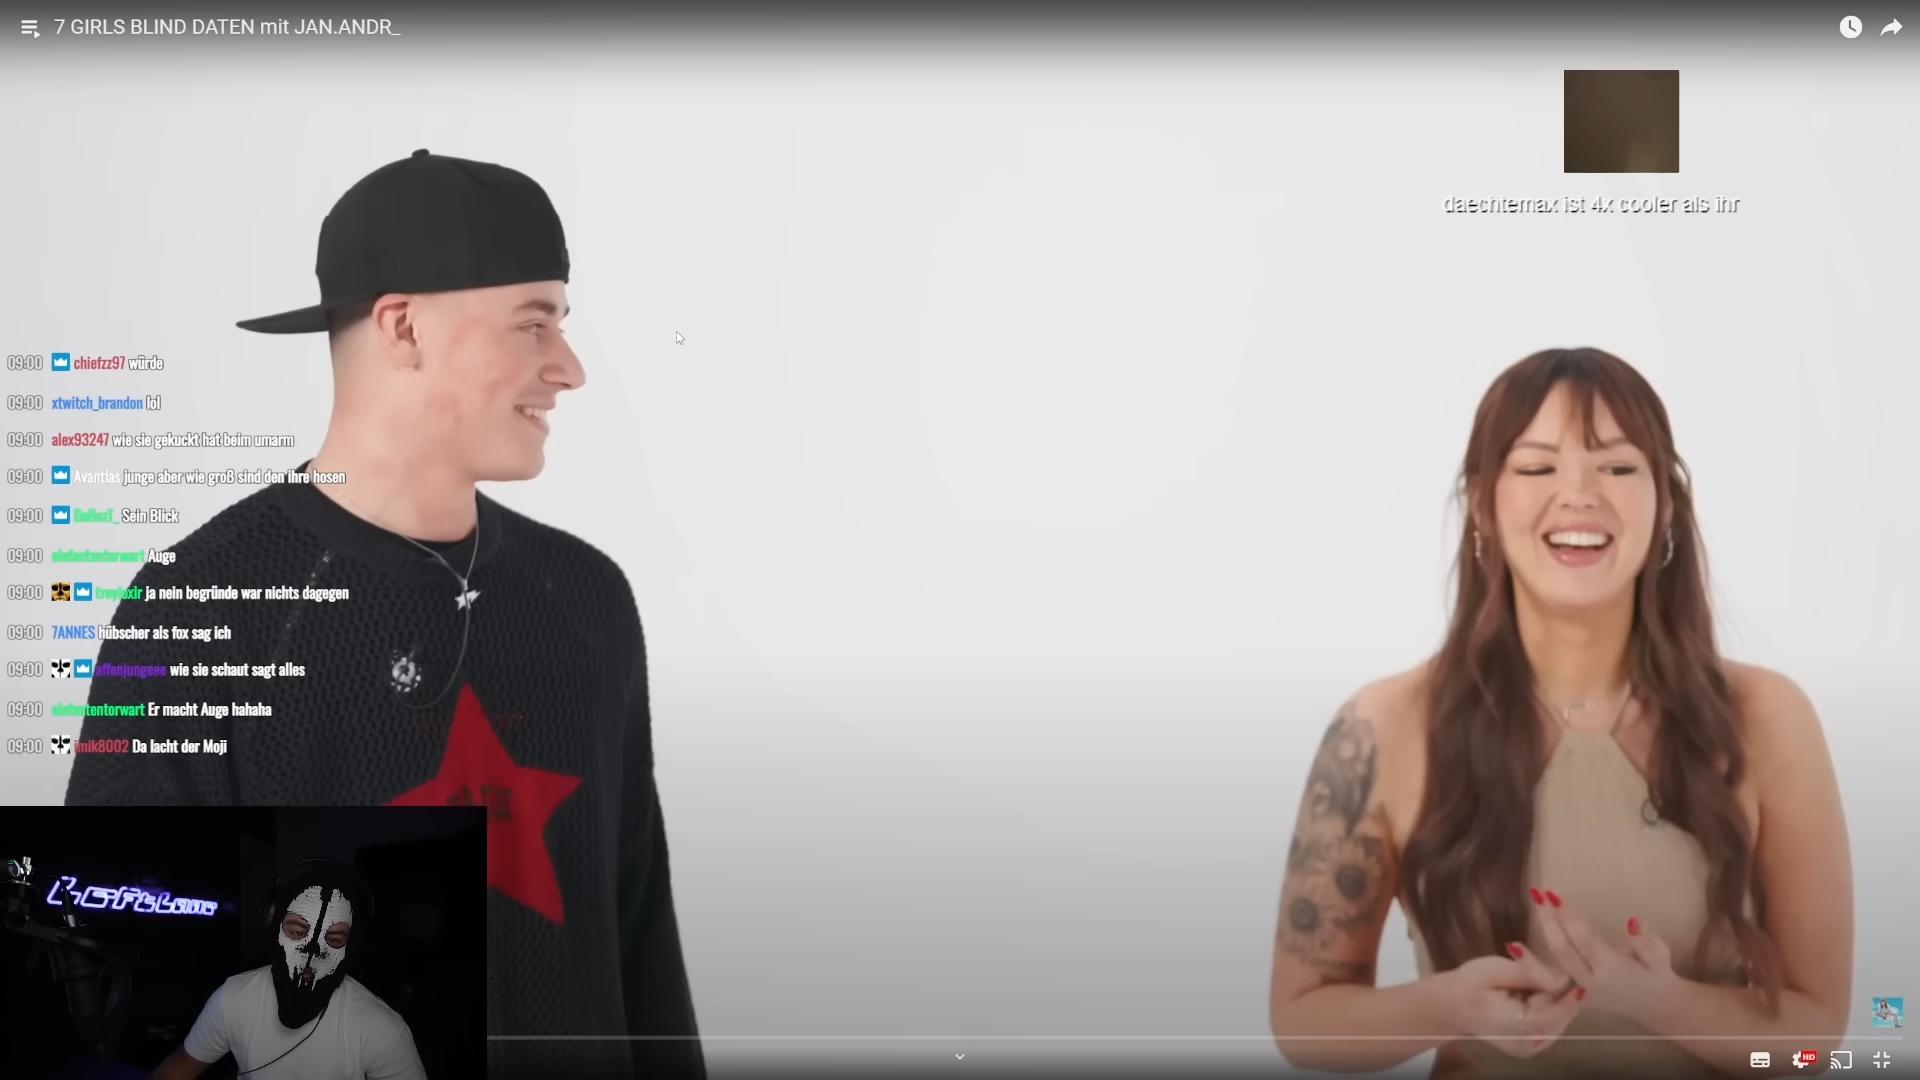 7 GIRLS BLIND DATEN mit JAN.ANDR_
daechtemax ist 4x cooler als ihr
09:00 chiefzz97 würde
09:00 xtwitch_brandon lol
09:00 alex93247 wie sie gekuckt hat beim umarm
09:00 Avantias junge aber wie groß sind den ihre hosen
09:00 Sein Blick
09:00 Auge
09:00 ja nein begründe war nichts dagegen
09:00 7ANNES hübscher als fox sag ich
09:00 affenjungeee wie sie schaut sagt alles
09:00 Er macht Auge hahaha
09:00 imik8002 Da lacht der Moji
HD